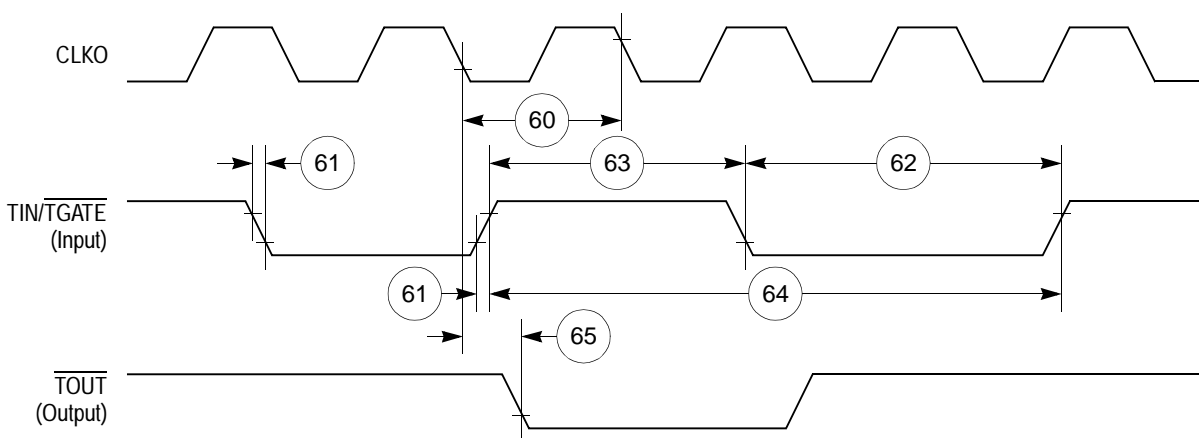 CLKO
60
61
63
62
TIN/TGATE
(Input)
61
64
65
TOUT
(Output)